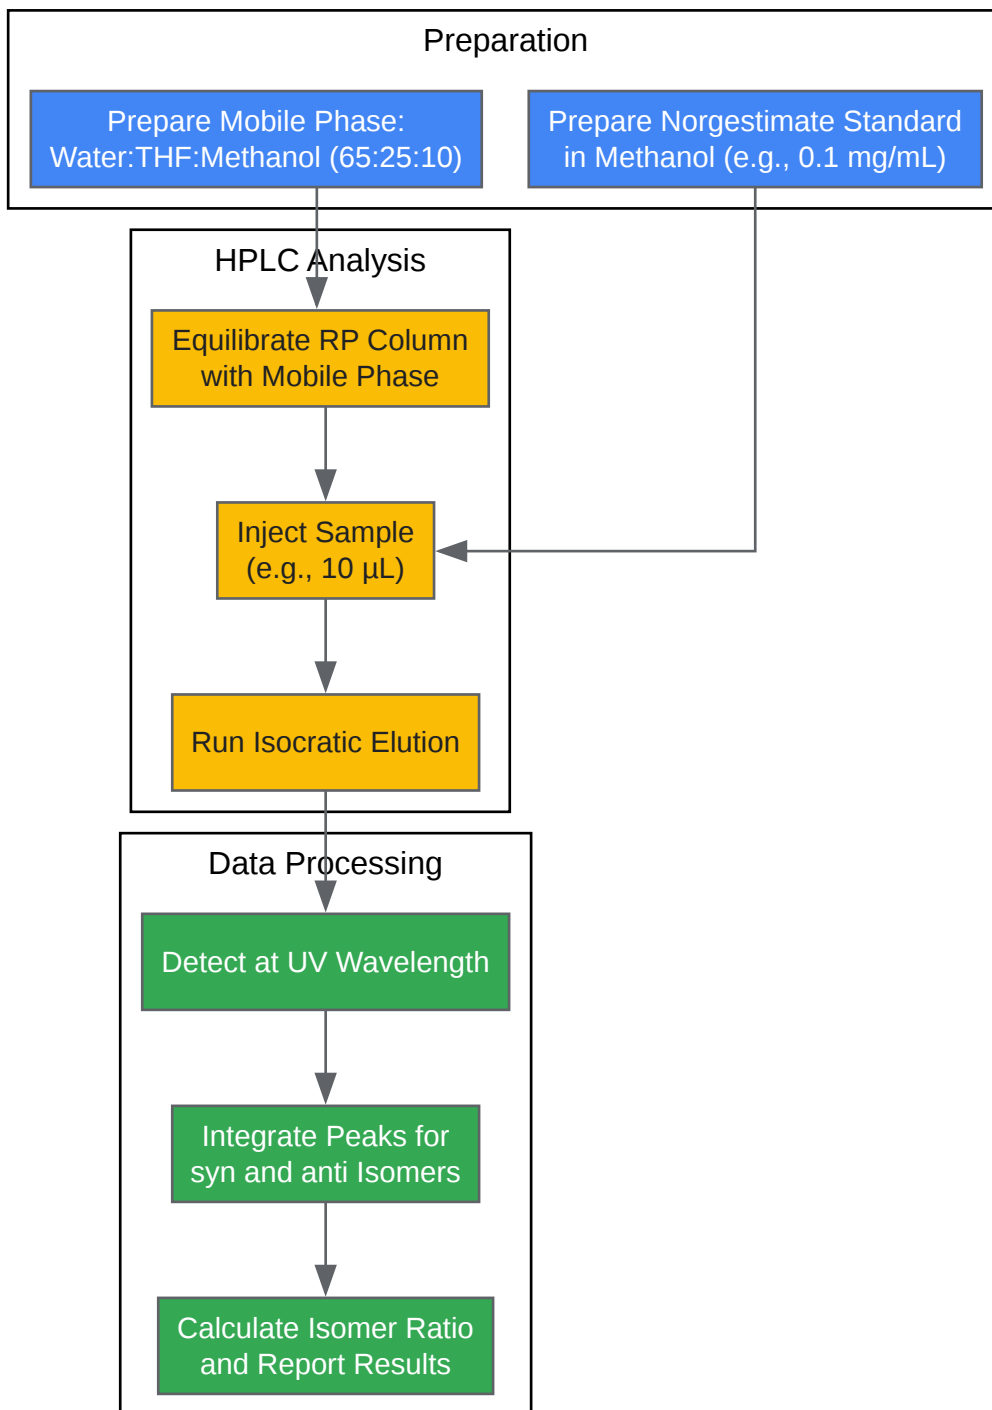 Preparation
Prepare Mobile Phase:
Water:THF:Methanol (65:25:10)
Prepare Norgestimate Standard
in Methanol (e.g., 0.1 mg/mL)
HPLC Analysis
Equilibrate RP Column
with Mobile Phase
Inject Sample
(e.g., 10 µL)
Run Isocratic Elution
Data Processing
Detect at UV Wavelength
Integrate Peaks for
syn and anti Isomers
Calculate Isomer Ratio
and Report Results